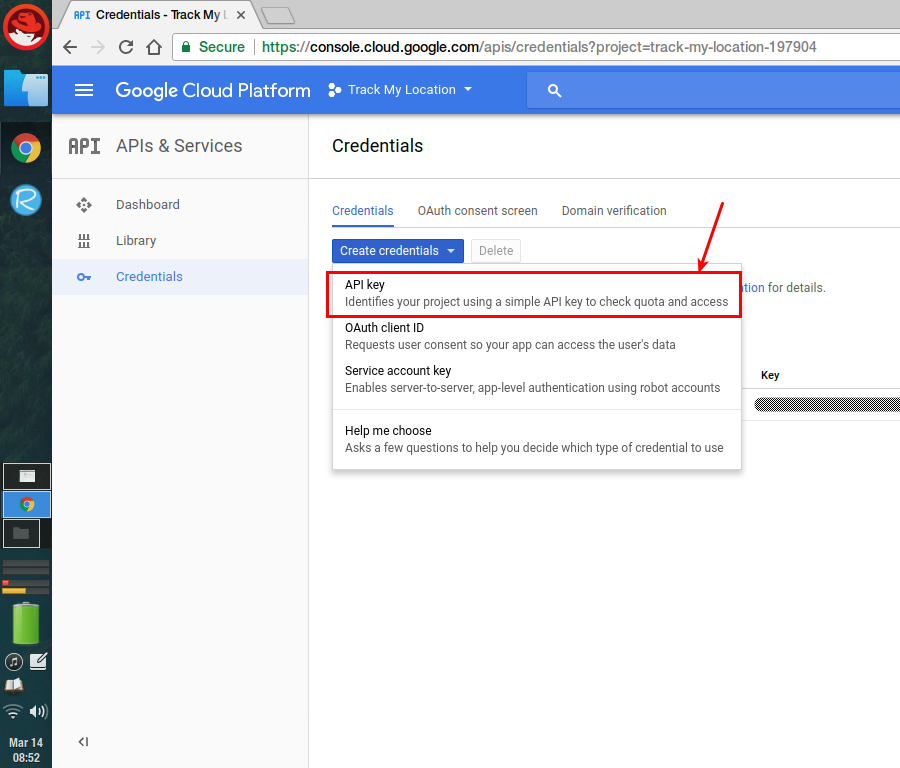 API Credentials - Track My L
Secure https://console.cloud.google.com/apis/credentials?project=track-my-location-197904
Google Cloud Platform Track My Location
API APIs & Services Credentials
Dashboard
Library
Credentials
Credentials OAuth consent screen Domain verification
Create credentials Delete
API key
Identifies your project using a simple API key to check quota and access
ation for details.
OAuth client ID
Requests user consent so your app can access the user's data
Service account key
Enables server-to-server, app-level authentication using robot accounts
Key
Help me choose
Asks a few questions to help you decide which type of credential to use
Mar 14
08:52